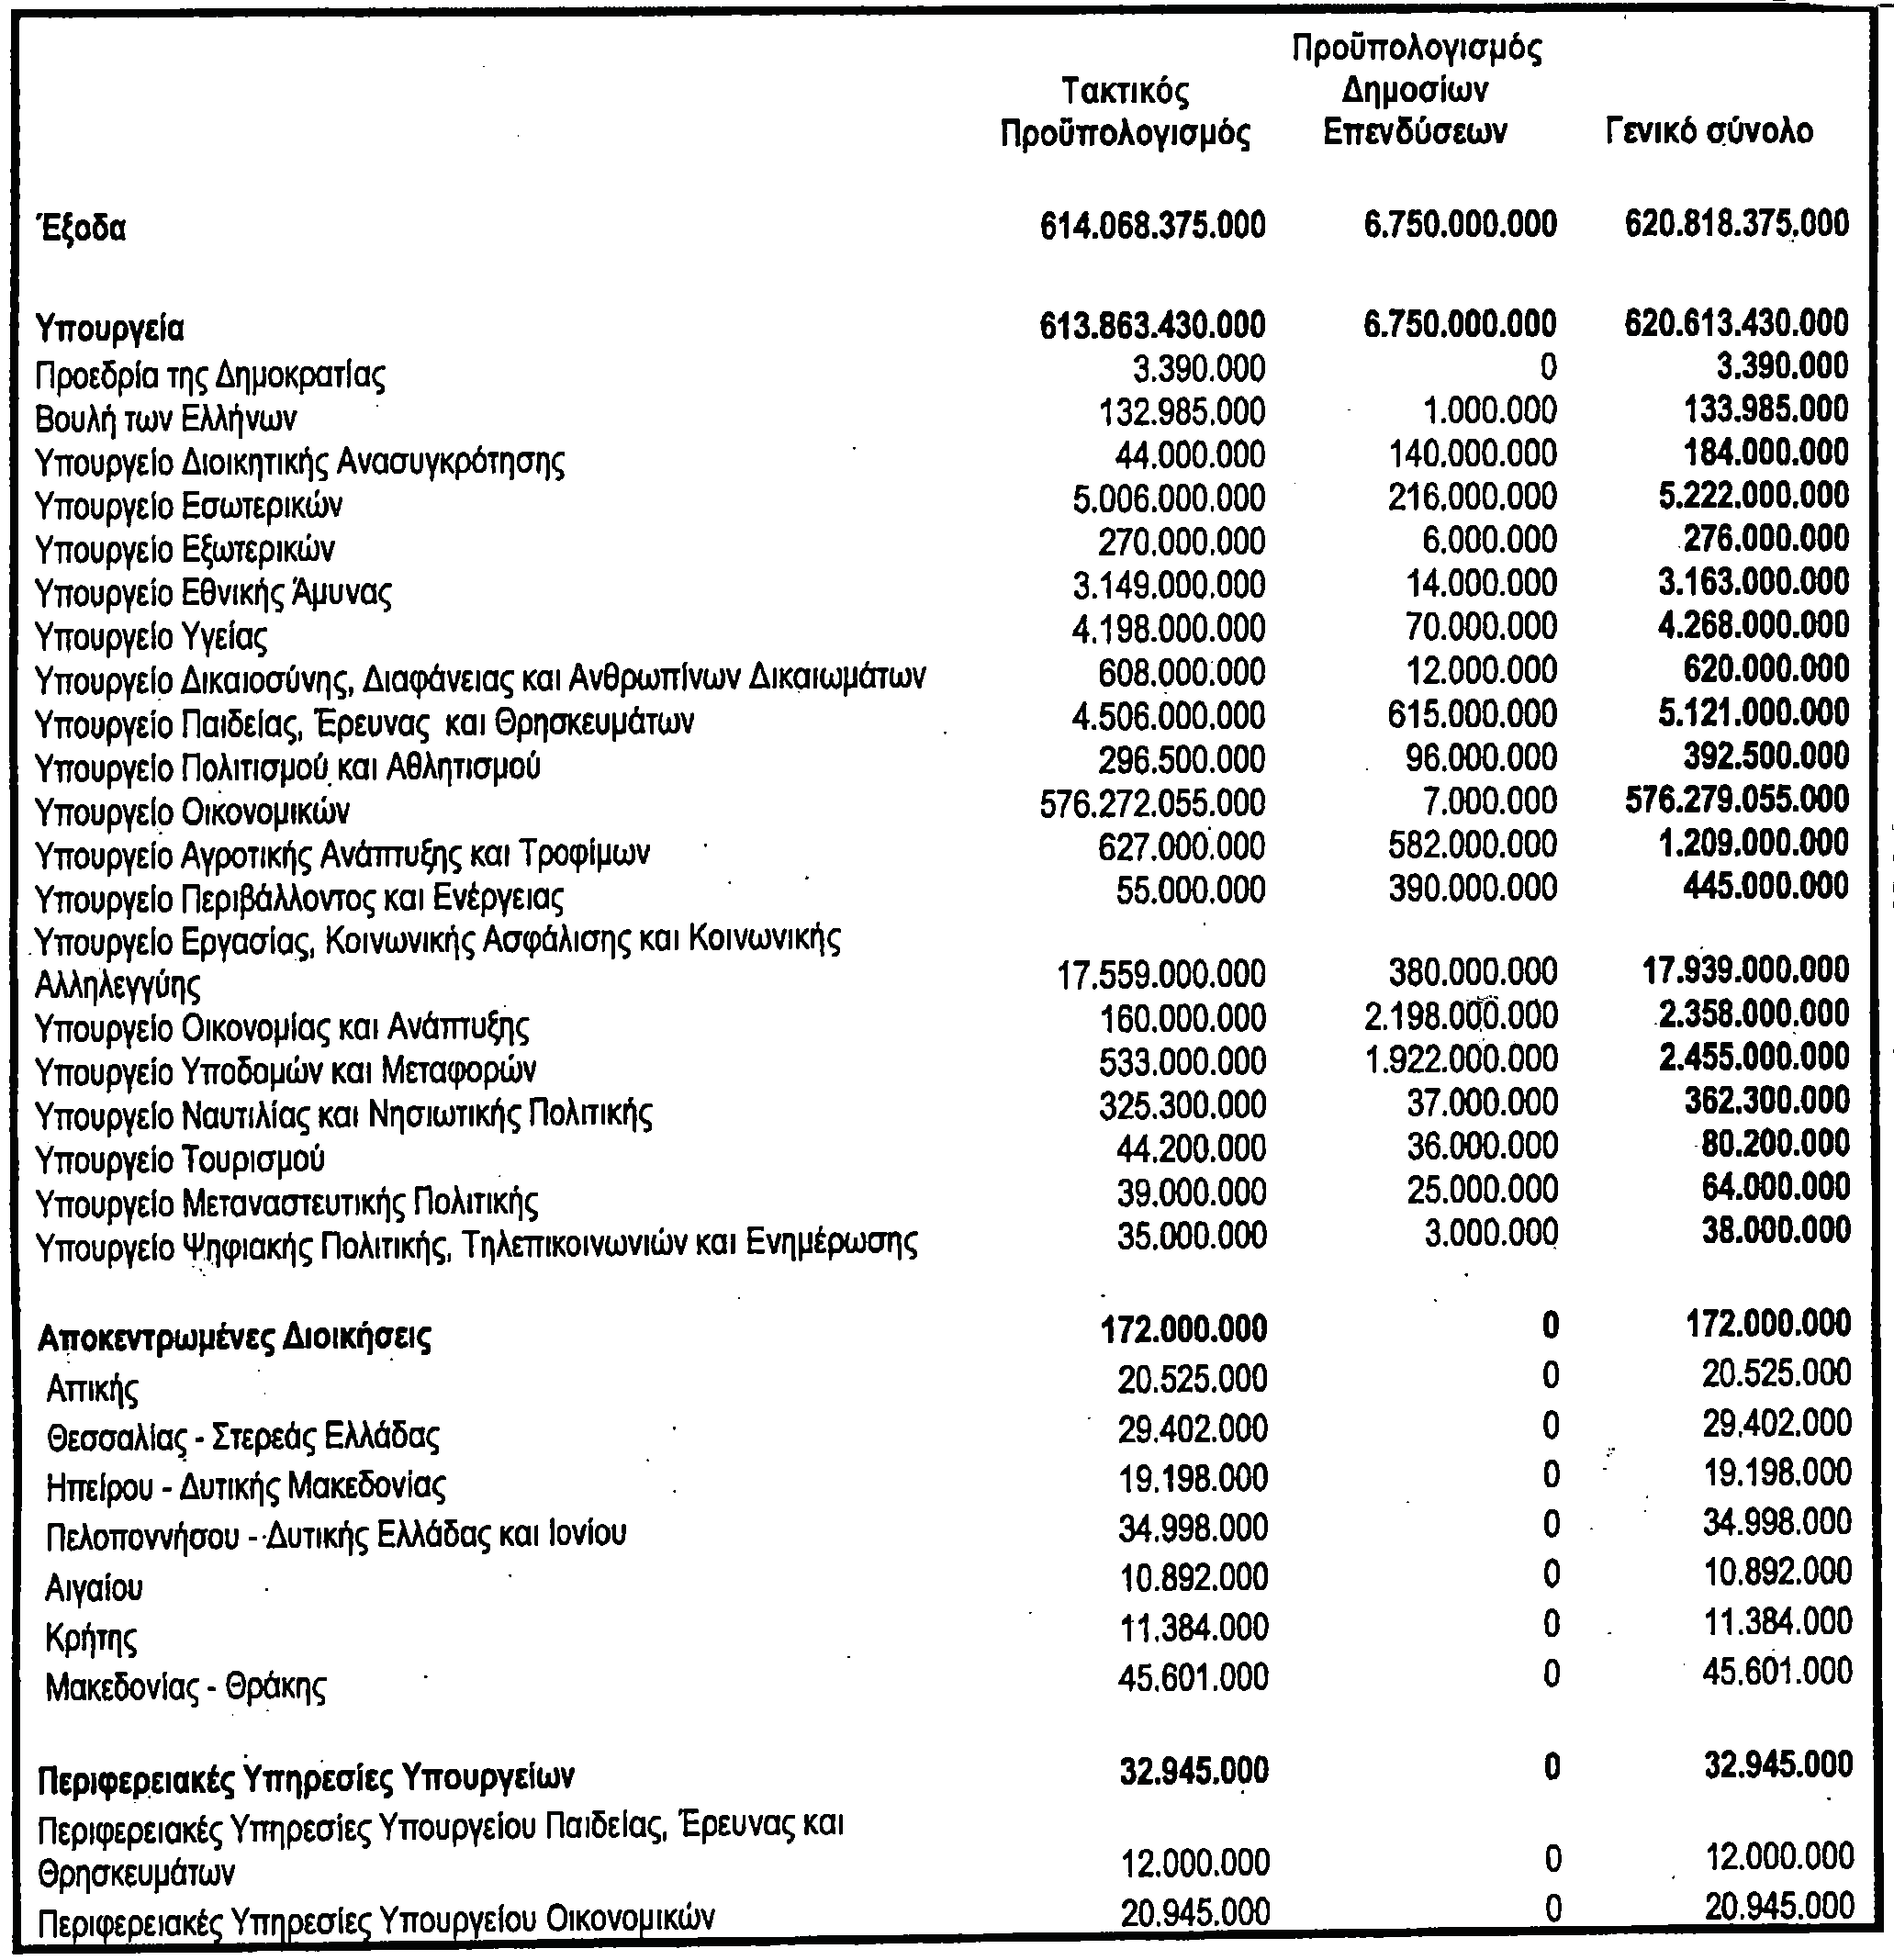 Προϋπολογισμός
Τακτικός Δημοσίων
Προϋπολογισμός Επενδύσεων Γενικό σύνολο
Έξοδα 614.068.375.000 6.750.000.000 620.818.375.000
Υπουργεία 613.863.430.000 6.750.000.000 620.613.430.000
Προεδρία της Δημοκρατίας 3.390.000 0 3.390.000
Βουλή των Ελλήνων 132.985.000 1.000.000 133.985.000
Υπουργείο Διοικητικής Ανασυγκρότησης 44.000.000 140.000.000 184.000.000
Υπουργείο Εσωτερικών 5.006.000.000 216.000.000 5.222.000.000
Υπουργείο Εξωτερικών 270.000.000 6.000.000 276.000.000
Υπουργείο Εθνικής Άμυνας 3.149.000.000 14.000.000 3.163.000.000
Υπουργείο Υγείας 4.198.000.000 70.000.000 4.268.000.000
Υπουργείο Δικαιοσύνης, Διαφάνειας και Ανθρωπίνων Δικαιωμάτων 608.000.000 12.000.000 620.000.000
Υπουργείο Παιδείας, Έρευνας και Θρησκευμάτων 4.506.000.000 615.000.000 5.121.000.000
Υπουργείο Πολιτισμού και Αθλητισμού 296.500.000 96.000.000 392.500.000
Υπουργείο Οικονομικών 576.272.055.000 7.000.000 576.279.055.000
Υπουργείο Αγροτικής Ανάπτυξης και Τροφίμων 627.000.000 582.000.000 1.209.000.000
Υπουργείο Περιβάλλοντος και Ενέργειας 55.000.000 390.000.000 445.000.000
Υπουργείο Εργασίας, Κοινωνικής Ασφάλισης και Κοινωνικής
Αλληλεγγύης 17.559.000.000 380.000.000 17.939.000.000
Υπουργείο Οικονομίας και Ανάπτυξης 160.000.000 2.198.000.000 2.358.000.000
Υπουργείο Υποδομών και Μεταφορών 533.000.000 1.922.000.000 2.455.000.000
Υπουργείο Ναυτιλίας και Νησιωτικής Πολιτικής 325.300.000 37.000.000 362.300.000
Υπουργείο Τουρισμού 44.200.000 36.000.000 80.200.000
Υπουργείο Μεταναστευτικής Πολιτικής 39.000.000 25.000.000 64.000.000
Υπουργείο Ψηφιακής Πολιτικής, Τηλεπικοινωνιών και Ενημέρωσης 35.000.000 3.000.000 38.000.000
Αποκεντρωμένες Διοικήσεις 172.000.000 0 172.000.000
Αττικής 20.525.000 0 20.525.000
Θεσσαλίας - Στερεάς Ελλάδας 29.402.000 0 29.402.000
Ηπείρου - Δυτικής Μακεδονίας 19.198.000 0 19.198.000
Πελοποννήσου - Δυτικής Ελλάδας και Ιονίου 34.998.000 0 34.998.000
Αιγαίου 10.892.000 0 10.892.000
Κρήτης 11.384.000 0 11.384.000
Μακεδονίας - Θράκης 45.601.000 0 45.601.000
Περιφερειακές Υπηρεσίες Υπουργείων 32.945.000 0 32.945.000
Περιφερειακές Υπηρεσίες Υπουργείου Παιδείας, Έρευνας και
Θρησκευμάτων 12.000.000 0 12.000.000
Περιφερειακές Υπηρεσίες Υπουργείου Οικονομικών 20.945.000 0 20.945.000